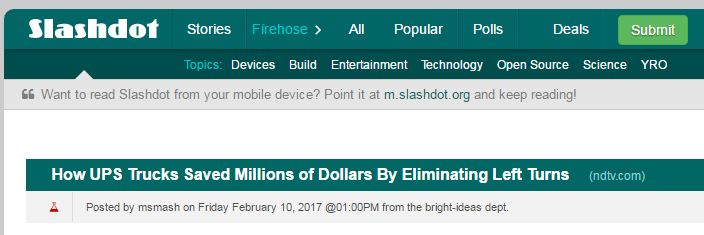 Slashdot Stories Firehose > All Popular Polls Deals Submit
Topics: Devices Build Entertainment Technology Open Source Science YRO
❝ Want to read Slashdot from your mobile device? Point it at m.slashdot.org and keep reading!
How UPS Trucks Saved Millions of Dollars By Eliminating Left Turns (ndtv.com)
Posted by msmash on Friday February 10, 2017 @01:00PM from the bright-ideas dept.